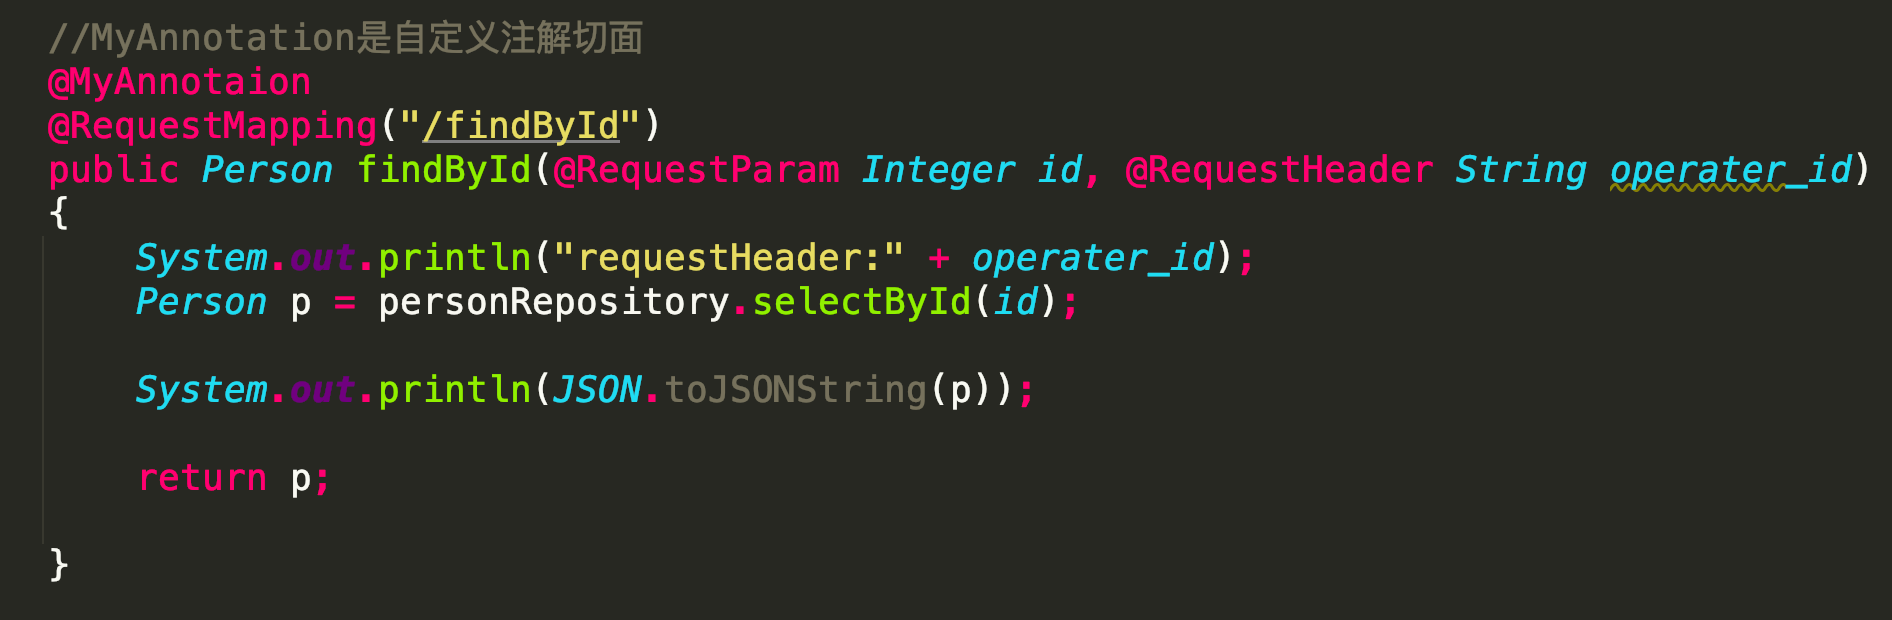 //MyAnnotation是自定义注解切面
@MyAnnotaion
@RequestMapping("/findById")
public Person findById(@RequestParam Integer id, @RequestHeader String operater_id)
{
    System.out.println("requestHeader:" + operater_id);
    Person p = personRepository.selectById(id);
    System.out.println(JSON.toJSONString(p));
    return p;
}